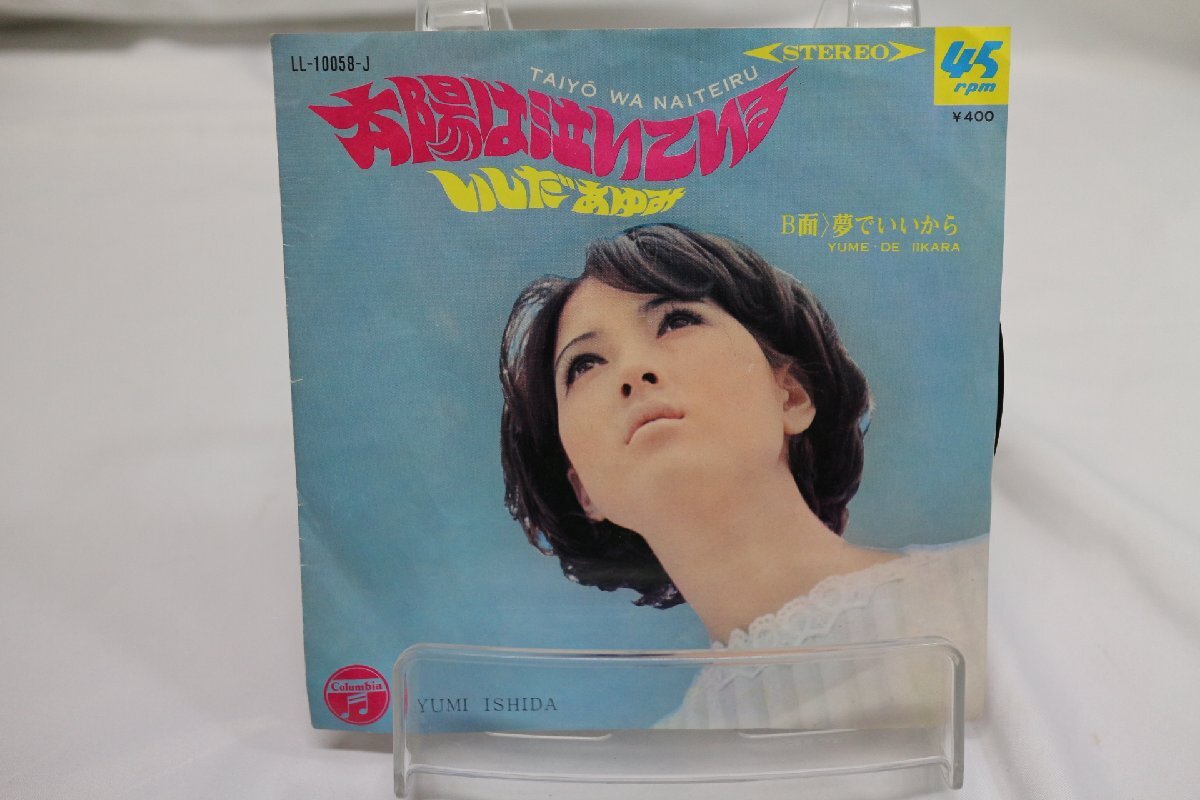 LL-10058-J
STEREO
45
rpm
¥400
TAIYŌ WA NAITEIRU
太陽は泣いている
いしだあゆみ
B面〉夢でいいから
YUME DE IIKARA
Columbia
YUMI ISHIDA